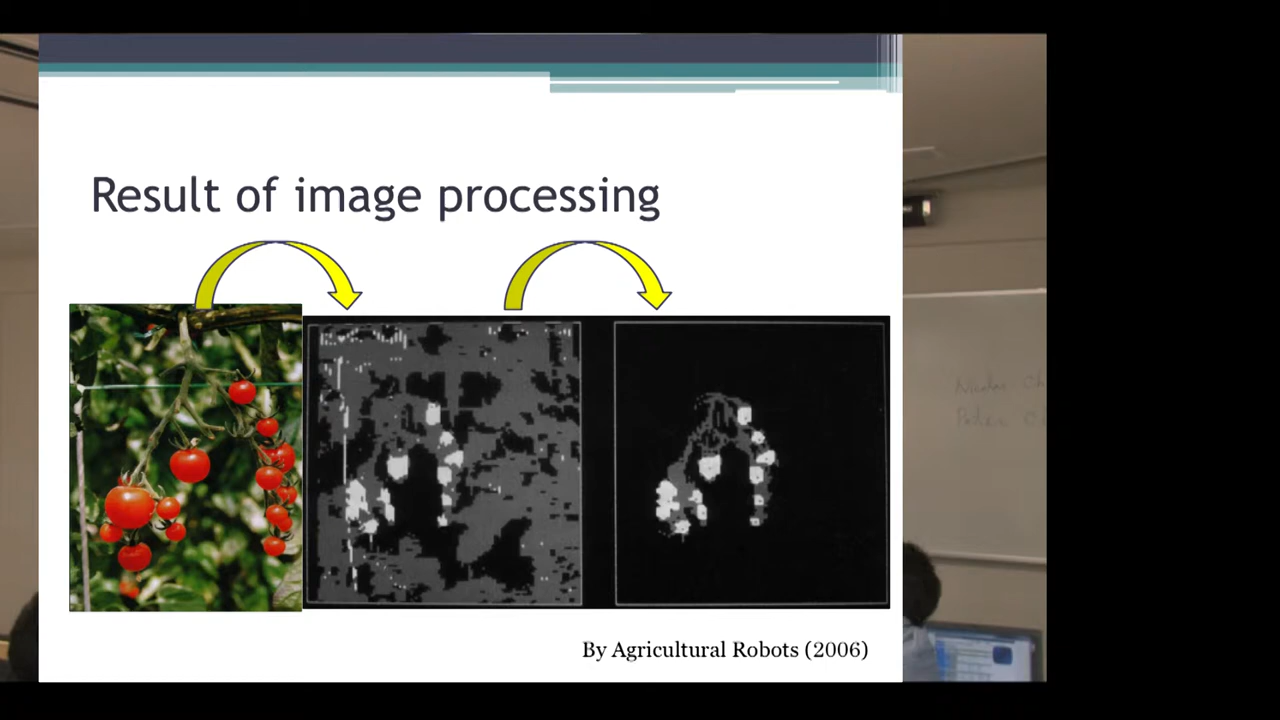 Result of image processing
By Agricultural Robots (2006)